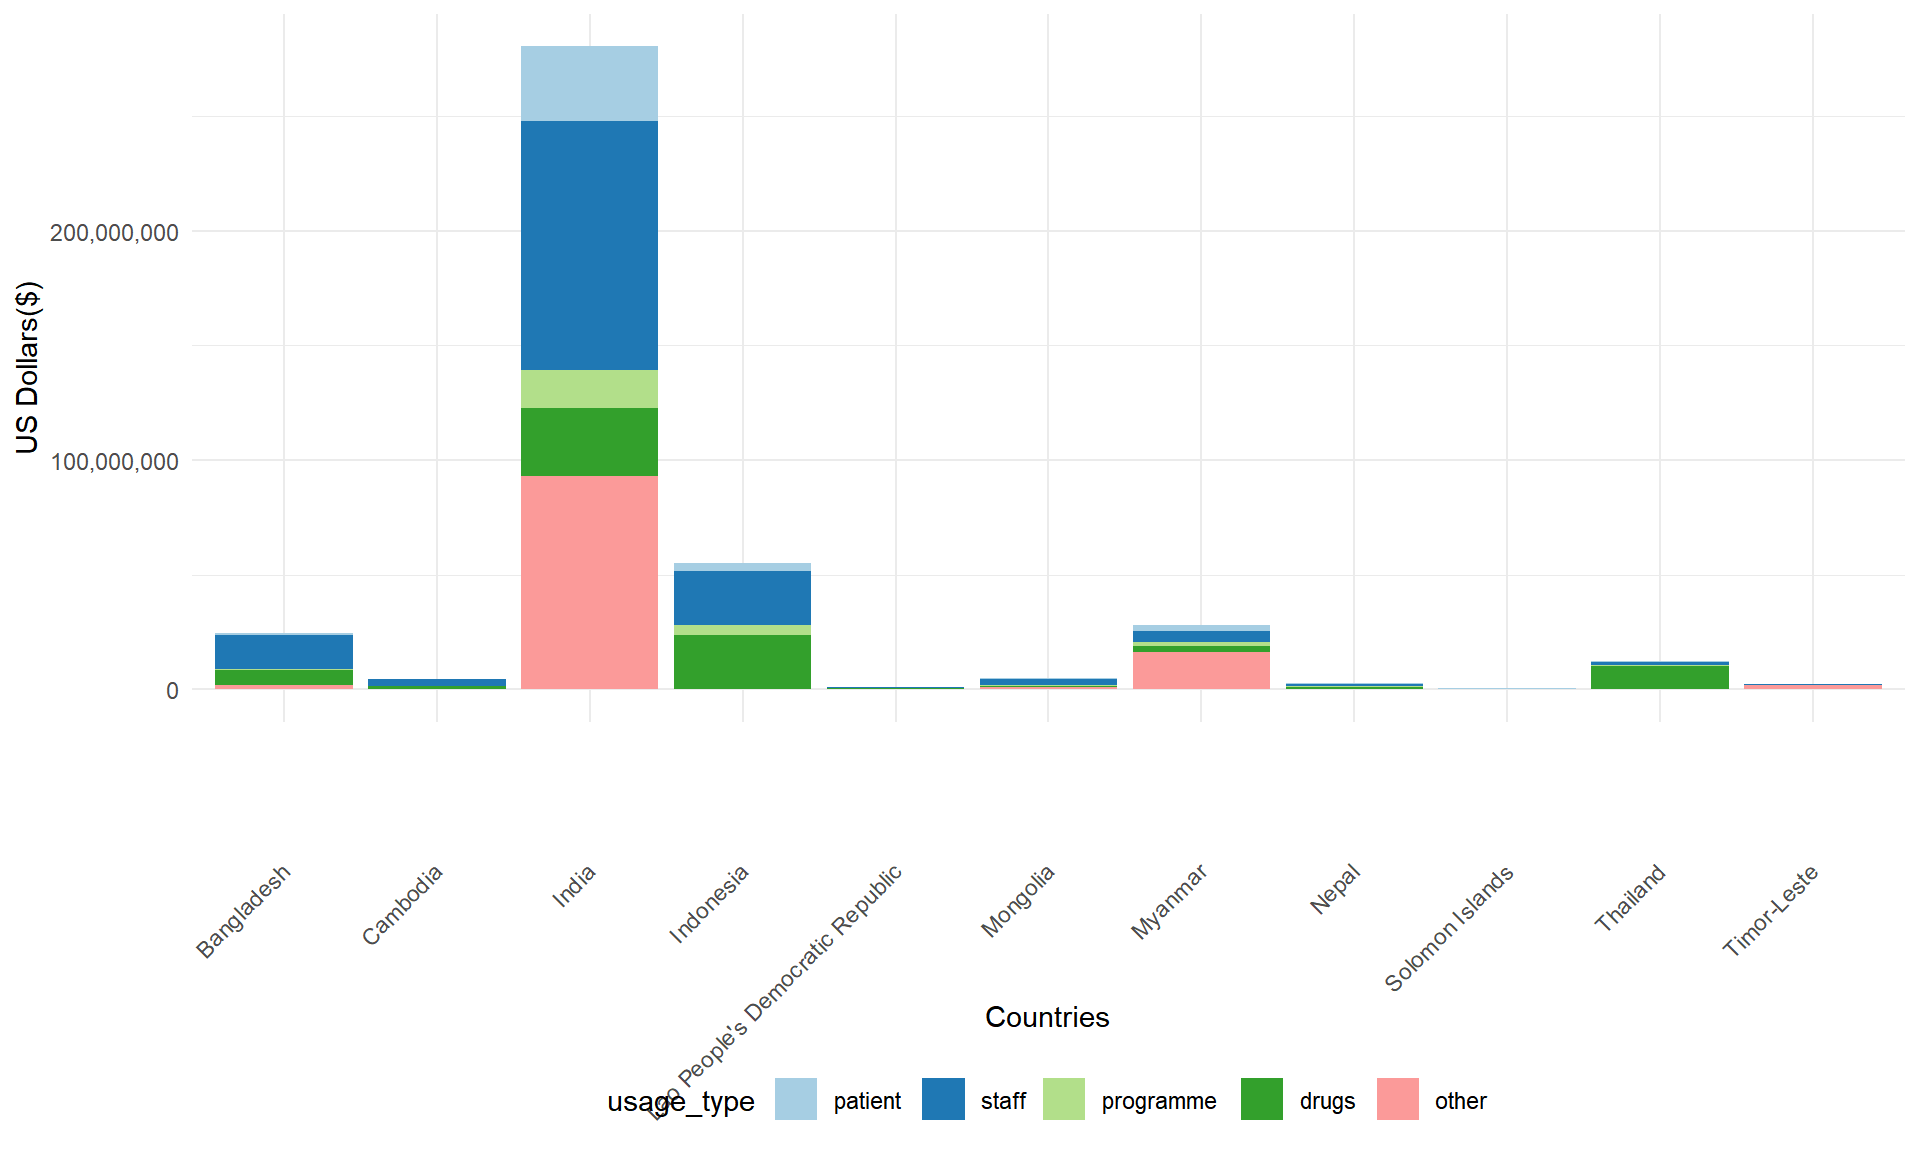 US Dollars($)
200,000,000
100,000,000
0
Bangladesh
Cambodia
India
Indonesia
Lao People's Democratic Republic
Mongolia
Myanmar
Nepal
Solomon Islands
Thailand
Timor-Leste
Countries
usage_type patient staff programme drugs other